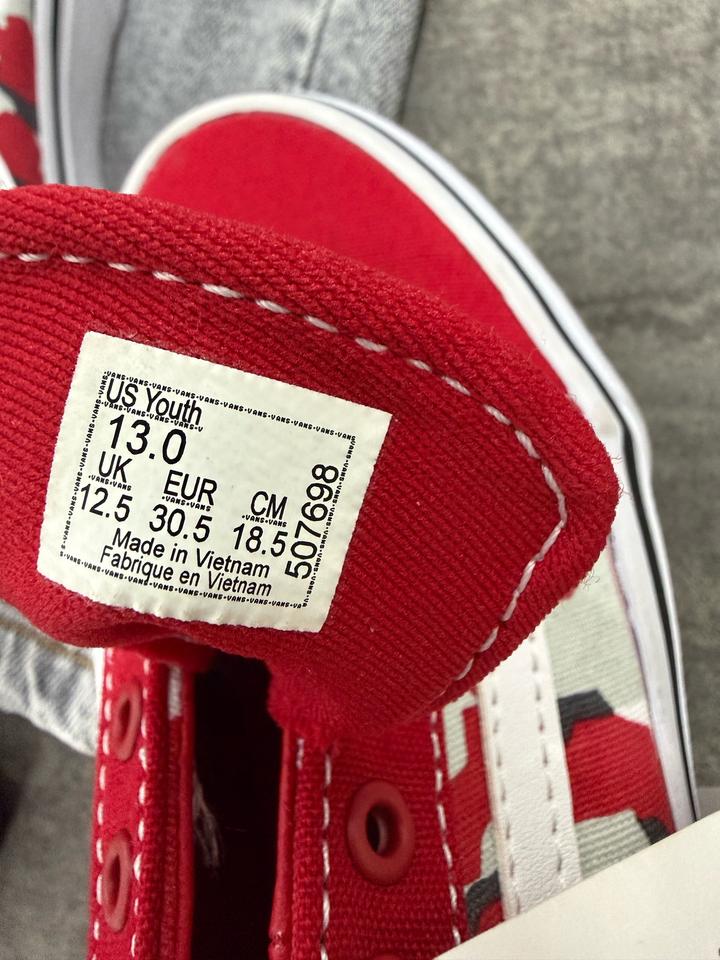 US Youth
13.0
UK EUR CM
12.5 30.5 18.5
Made in Vietnam
Fabrique en Vietnam
507698